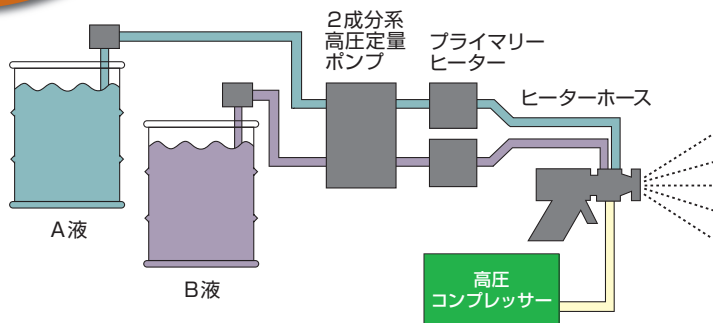 2成分系
高圧定量
ポンプ
プライマリー
ヒーター
ヒーターホース
A液
B液
高圧
コンプレッサー